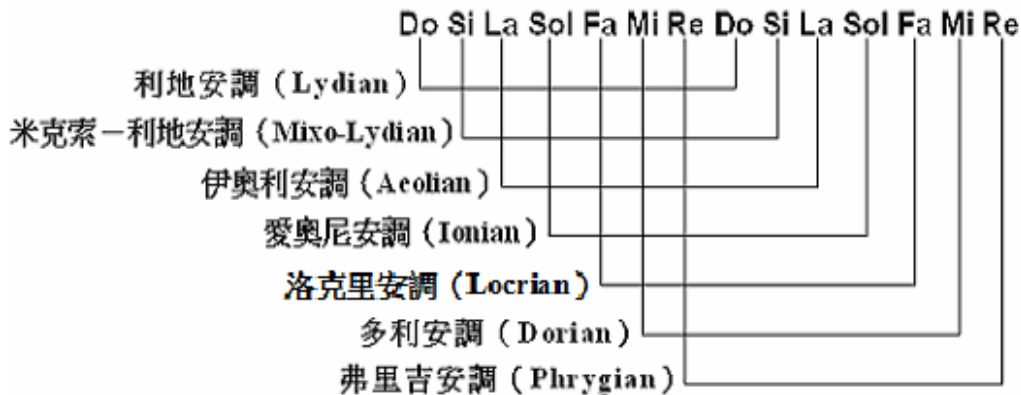 Do Si La Sol Fa Mi Re Do Si La Sol Fa Mi Re
利地安調（Lydian）
米克索－利地安調（Mixo-Lydian）
伊奧利安調（Aeolian）
愛奧尼安調（Ionian）
洛克里安調（Locrian）
多利安調（Dorian）
弗里吉安調（Phrygian）